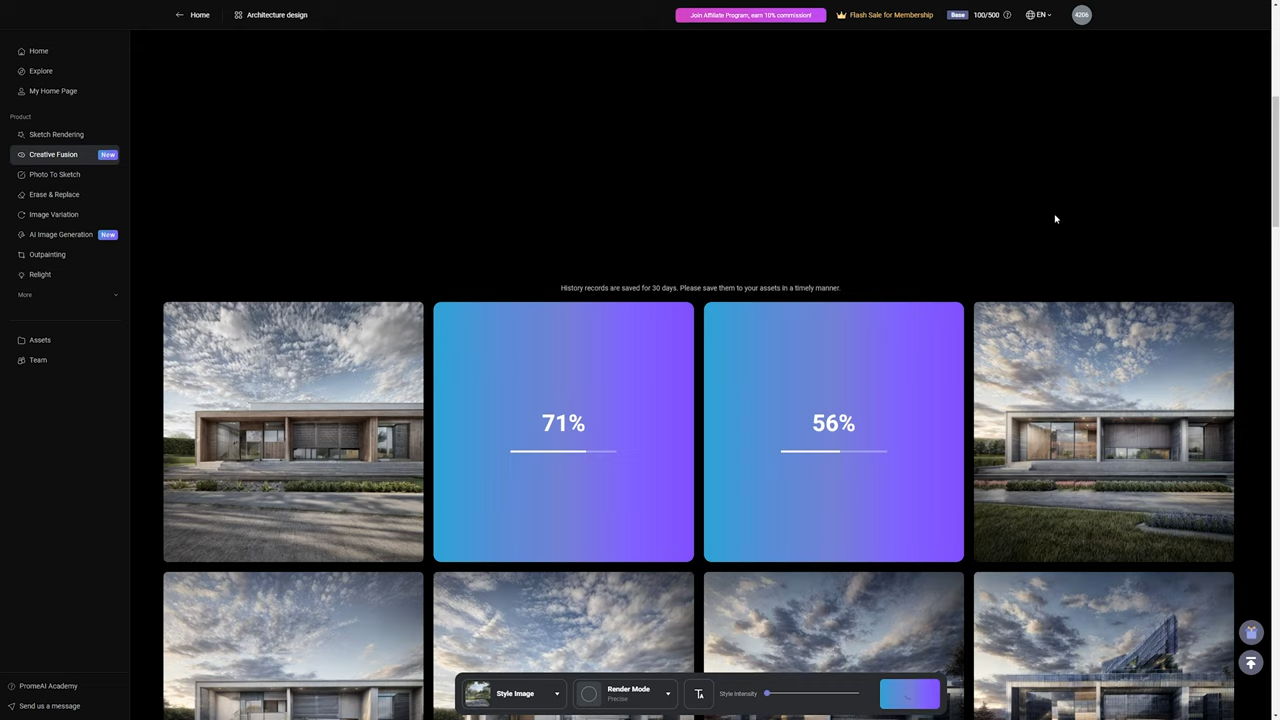 Home
Architecture design
Join Affiliate Program, earn 10% commission!
Flash Sale for Membership
Base
100/500
EN
4206
Home
Explore
My Home Page
Product
Sketch Rendering
Creative Fusion
New
Photo To Sketch
Erase & Replace
Image Variation
AI Image Generation
New
Outpainting
Relight
More
Assets
Team
History records are saved for 30 days. Please save them to your assets in a timely manner.
71%
56%
PromeAI Academy
Send us a message
Style Image
Render Mode
Precise
Style Intensity